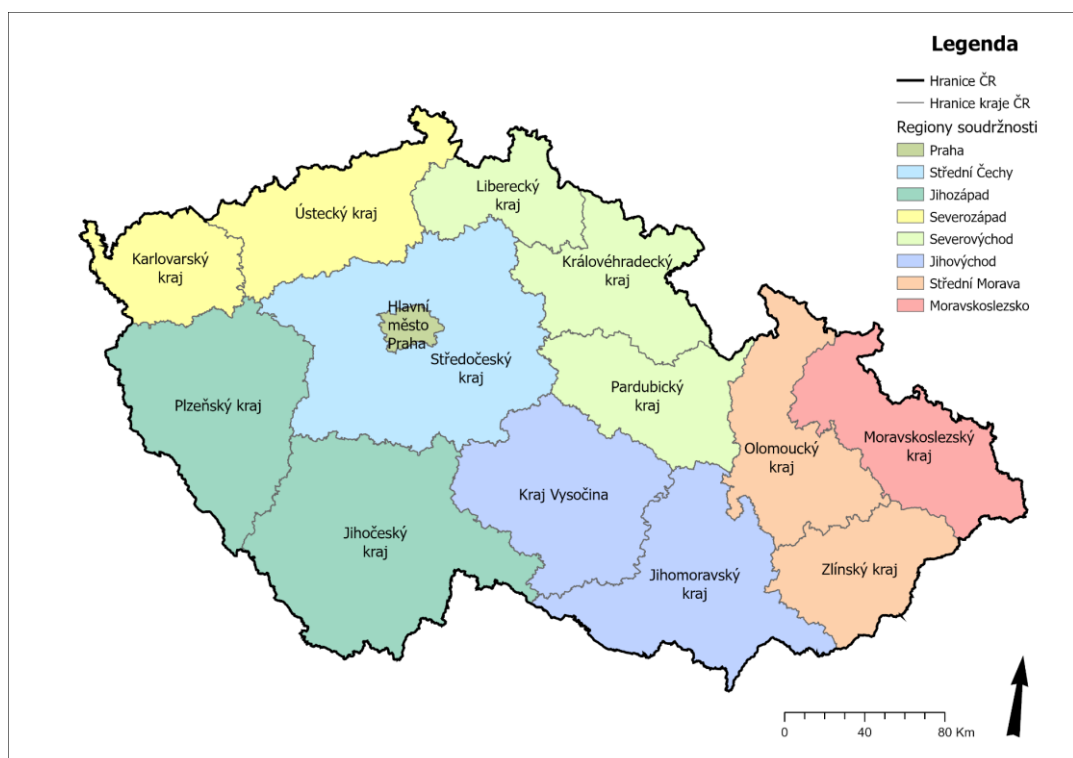 Legenda
Hranice ČR
Hranice kraje ČR
Regiony soudržnosti
Praha
Střední Čechy
Jihozápad
Severozápad
Severovýchod
Jihovýchod
Střední Morava
Moravskoslezsko
Liberecký
kraj
Ústecký kraj
Karlovarský
kraj
Královéhradecký
kraj
Hlavní
město
Praha
Středočeský
kraj
Pardubický
kraj
Plzeňský kraj
Moravskoslezský
kraj
Olomoucký
kraj
Kraj Vysočina
Jihočeský
kraj
Jihomoravský
kraj
Zlínský kraj
0 40 80 Km